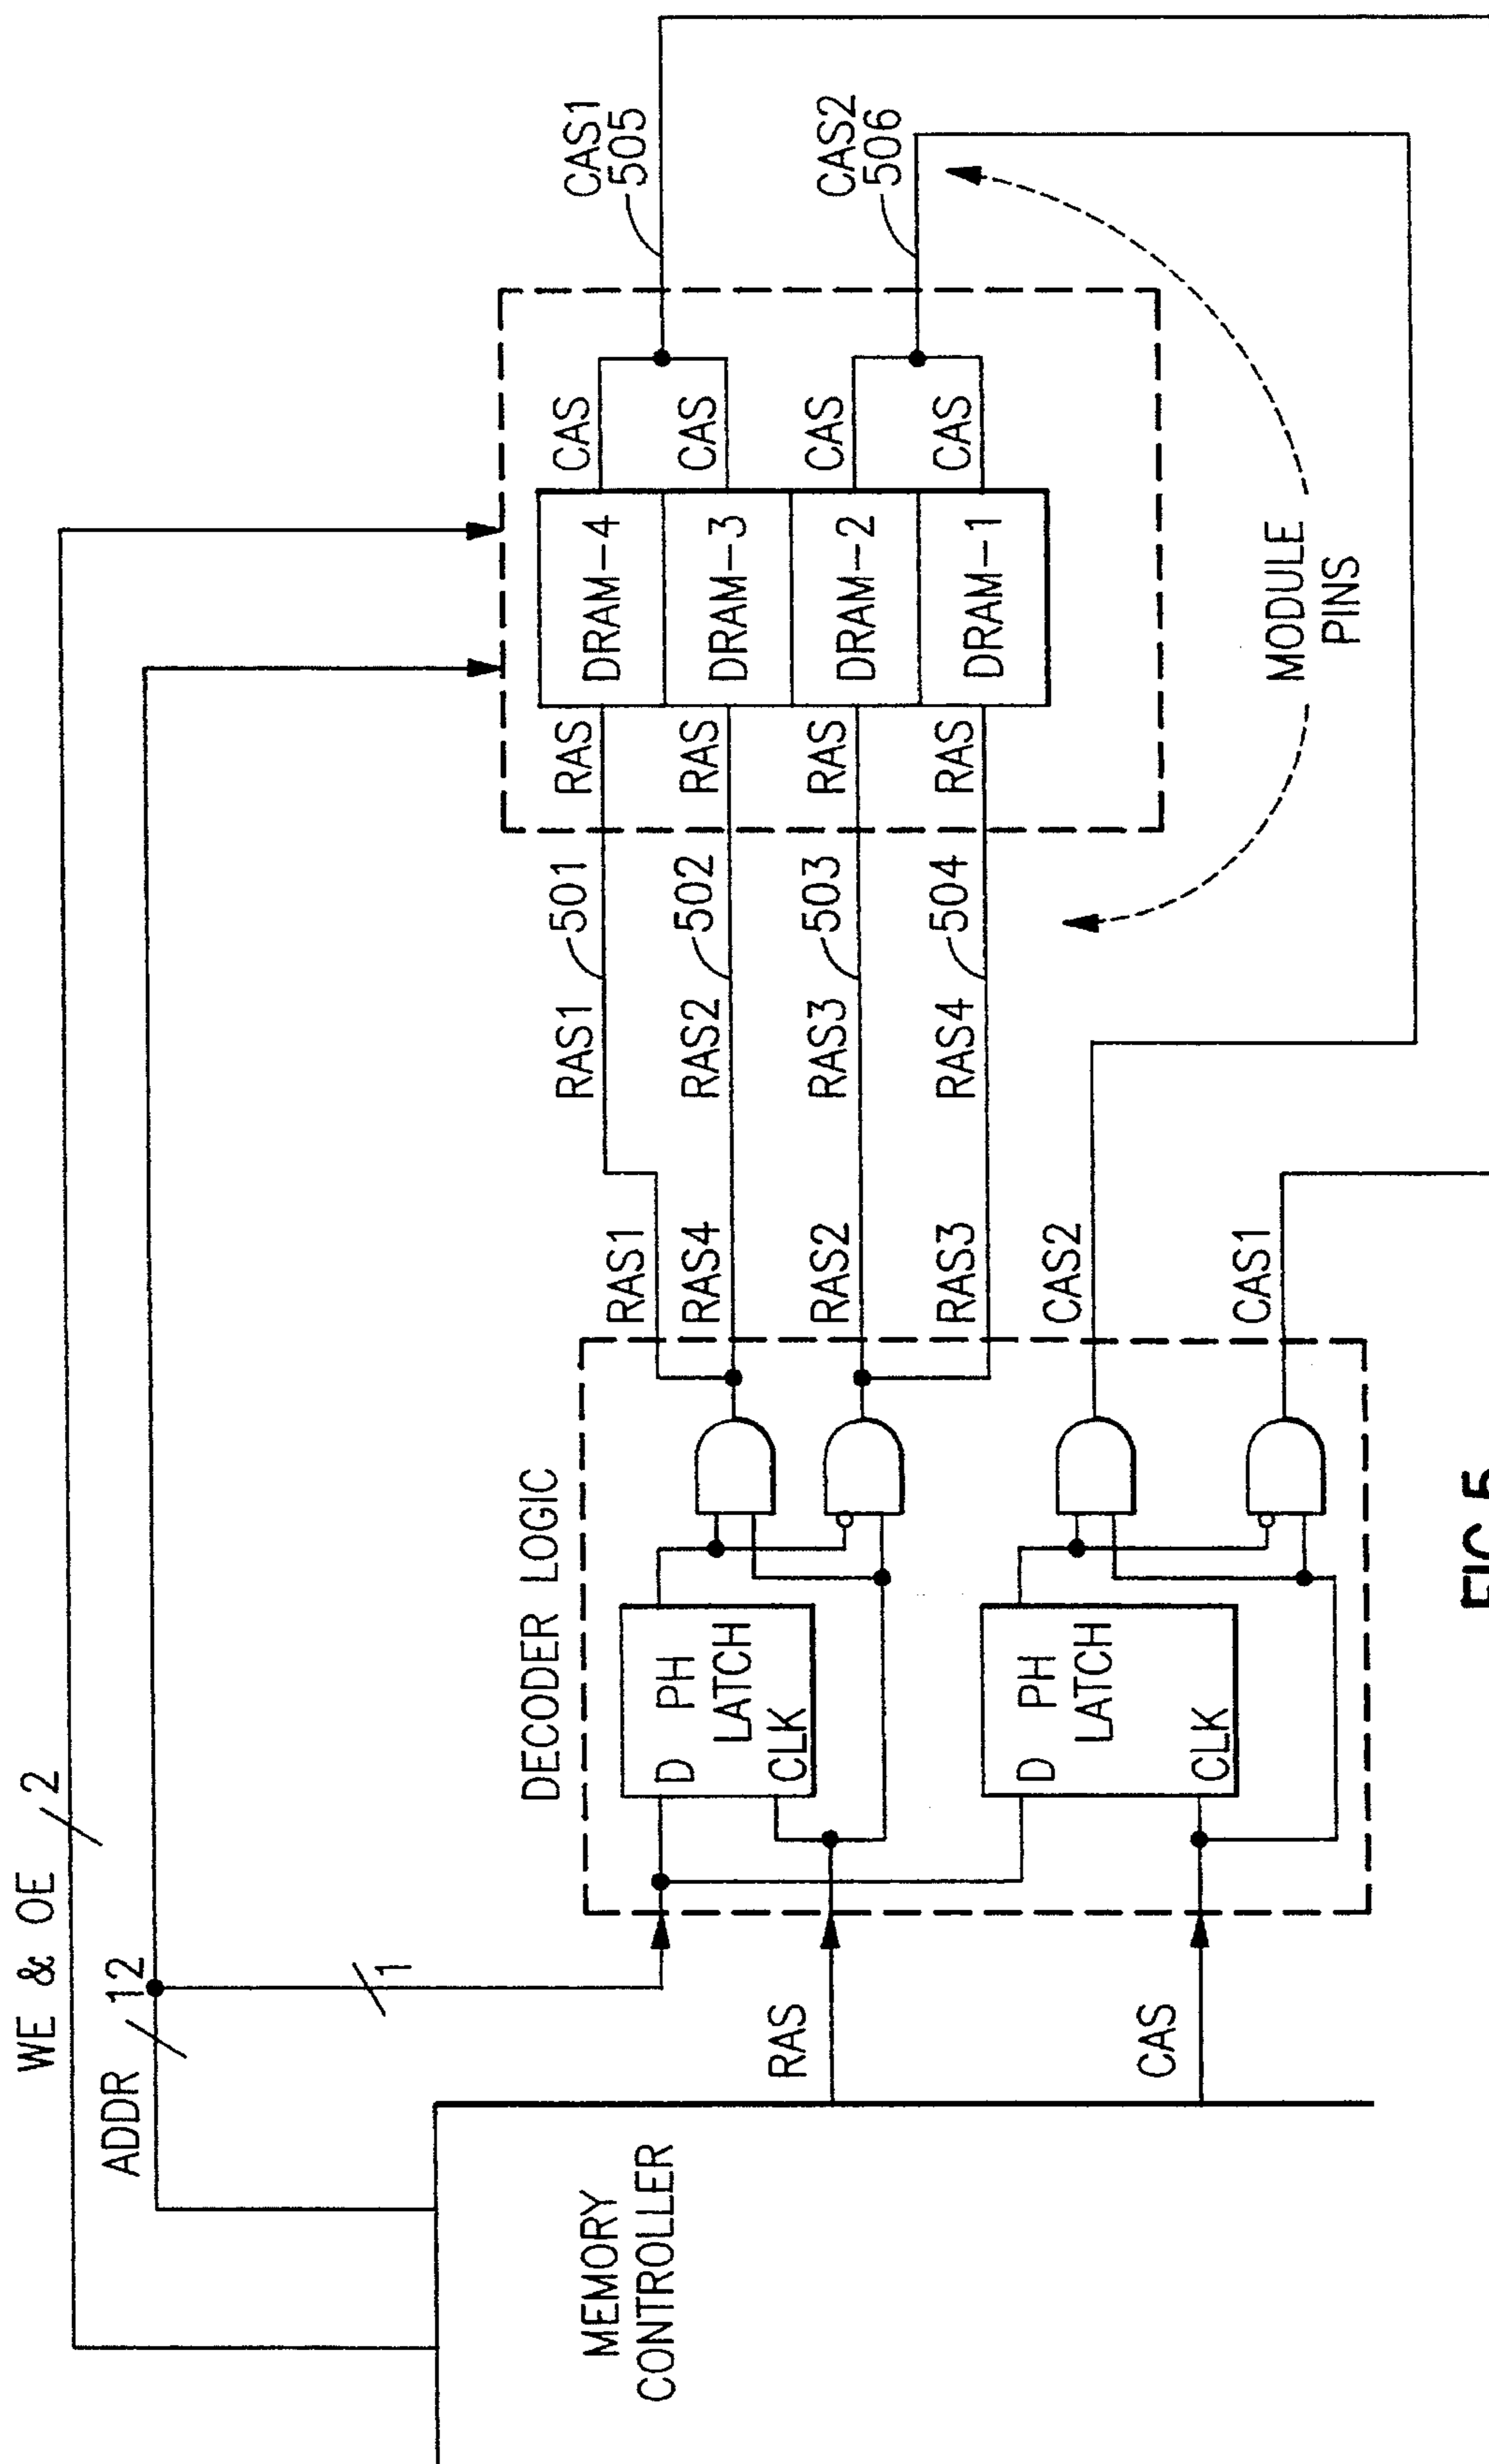 WE & OE
2
ADDR
12
1
MEMORY
CONTROLLER
RAS
CAS
DECODER LOGIC
D PH
LATCH
CLK
D PH
LATCH
CLK
RAS1
RAS4
RAS2
RAS3
CAS2
CAS1
RAS1
501
RAS2
502
RAS3
503
RAS4
504
RAS
DRAM-4
CAS
RAS
DRAM-3
CAS
RAS
DRAM-2
CAS
RAS
DRAM-1
CAS
CAS1
505
CAS2
506
MODULE
PINS
FIG.5